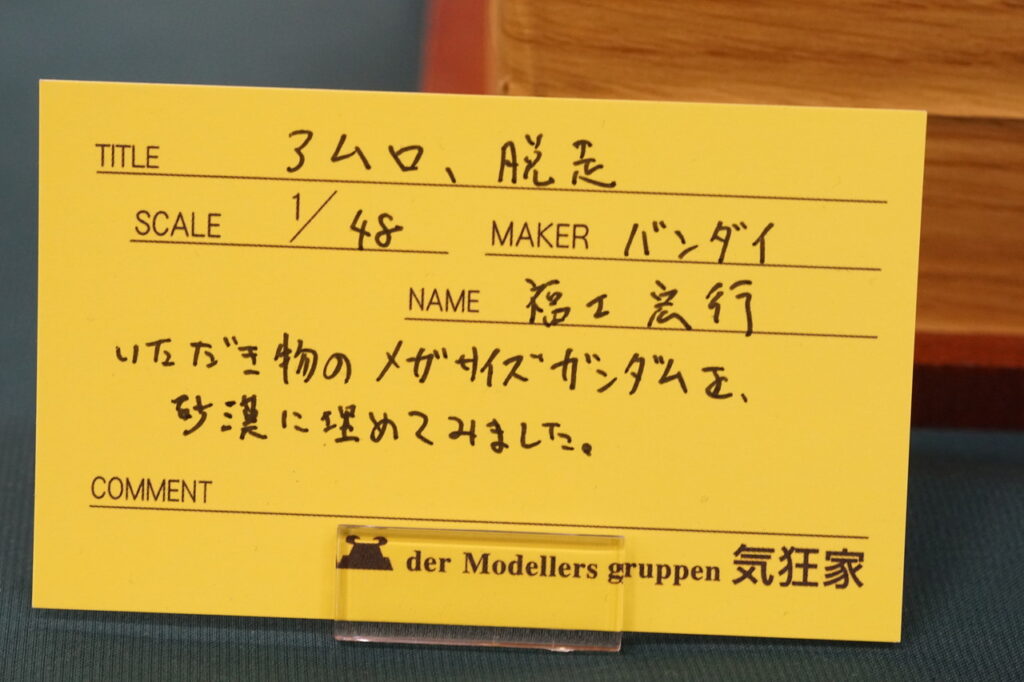 TITLE アムロ、脱走
SCALE 1/48 MAKER バンダイ
NAME 福士宏行
いただき物のメガサイズガンダムを、
砂漠に埋めてみました。
COMMENT
der Modellers gruppen 気狂家